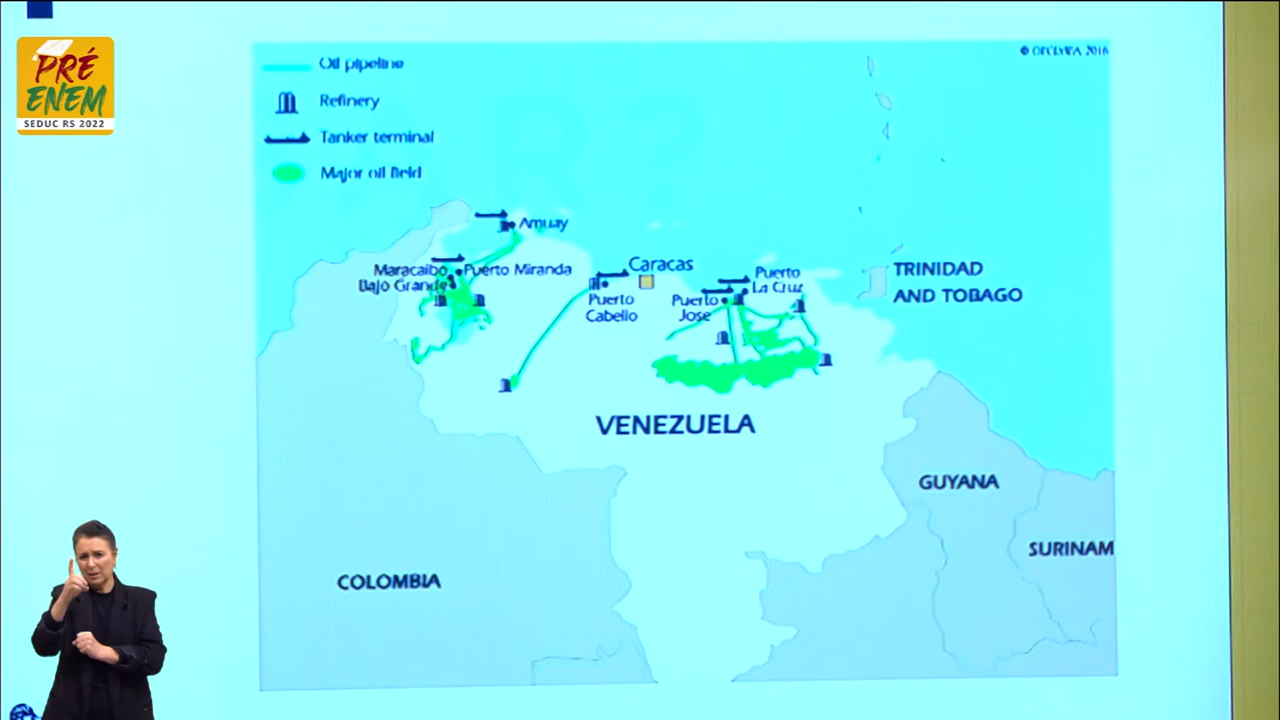 PRÉ
ENEM
SEDUC RS 2022
Oil pipeline
Refinery
Tanker terminal
Major oil field
2016
Amuay
Maracaibo
Puerto Miranda
Bajo Grande
Caracas
Puerto
Cabello
Puerto
La Cruz
Puerto
Jose
TRINIDAD
AND TOBAGO
VENEZUELA
GUYANA
SURINAM
COLOMBIA